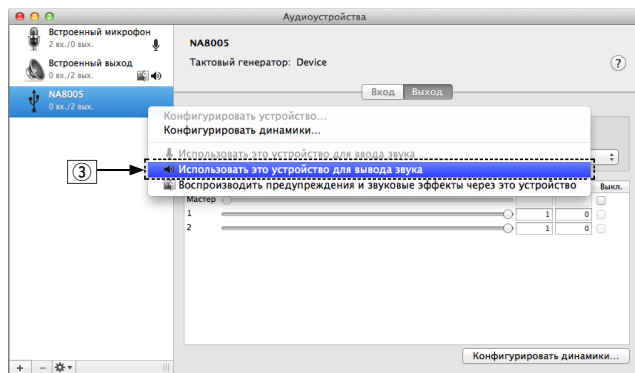 Аудиоустройства
Встроенный микрофон
2 вх./0 вых.
Встроенный выход
0 вх./2 вых.
NA8005
0 вх./2 вых.
NA8005
Тактовый генератор: Device
?
Вход Выход
Конфигурировать устройство...
Конфигурировать динамики...
Использовать это устройство для ввода звука
3 Использовать это устройство для вывода звука
Воспроизводить предупреждения и звуковые эффекты через это устройство
Выкл.
Мастер
1 1 0
2 1 0
Конфигурировать динамики...
+ −